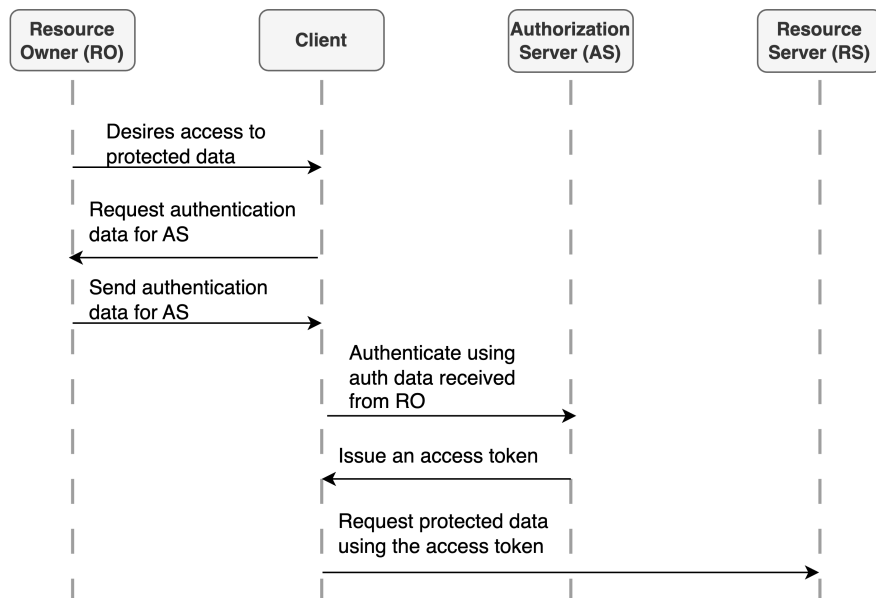 Resource
Owner (RO)
Client
Authorization
Server (AS)
Resource
Server (RS)
Desires access to
protected data
Request authentication
data for AS
Send authentication
data for AS
Authenticate using
auth data received
from RO
Issue an access token
Request protected data
using the access token